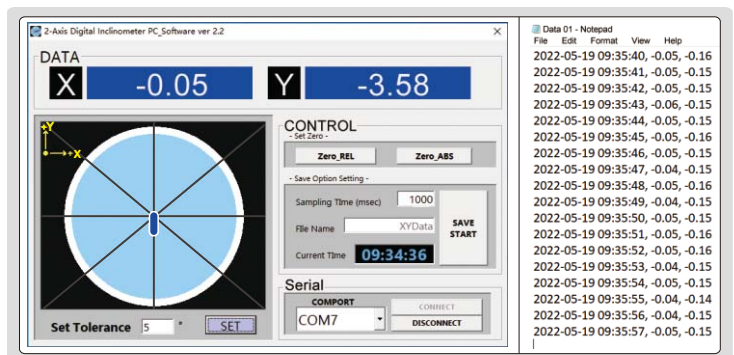 2-Axis Digital Inclinometer PC_Software ver 2.2
DATA
X -0.05 Y -3.58
+Y
+X
Set Tolerance 5 ° SET
CONTROL
- Set Zero -
Zero_REL Zero_ABS
- Save Option Setting -
Sampling TIme (msec) 1000
File Name XYData
SAVE START
Current TIme 09:34:36
Serial
COMPORT
COM7
CONNECT
DISCONNECT
Data 01 - Notepad
File Edit Format View Help
2022-05-19 09:35:40, -0.05, -0.16
2022-05-19 09:35:41, -0.05, -0.15
2022-05-19 09:35:42, -0.05, -0.15
2022-05-19 09:35:43, -0.06, -0.15
2022-05-19 09:35:44, -0.05, -0.15
2022-05-19 09:35:45, -0.05, -0.16
2022-05-19 09:35:46, -0.05, -0.15
2022-05-19 09:35:47, -0.04, -0.15
2022-05-19 09:35:48, -0.05, -0.16
2022-05-19 09:35:49, -0.04, -0.15
2022-05-19 09:35:50, -0.05, -0.15
2022-05-19 09:35:51, -0.05, -0.16
2022-05-19 09:35:52, -0.05, -0.16
2022-05-19 09:35:53, -0.04, -0.15
2022-05-19 09:35:54, -0.05, -0.15
2022-05-19 09:35:55, -0.04, -0.14
2022-05-19 09:35:56, -0.04, -0.15
2022-05-19 09:35:57, -0.05, -0.15